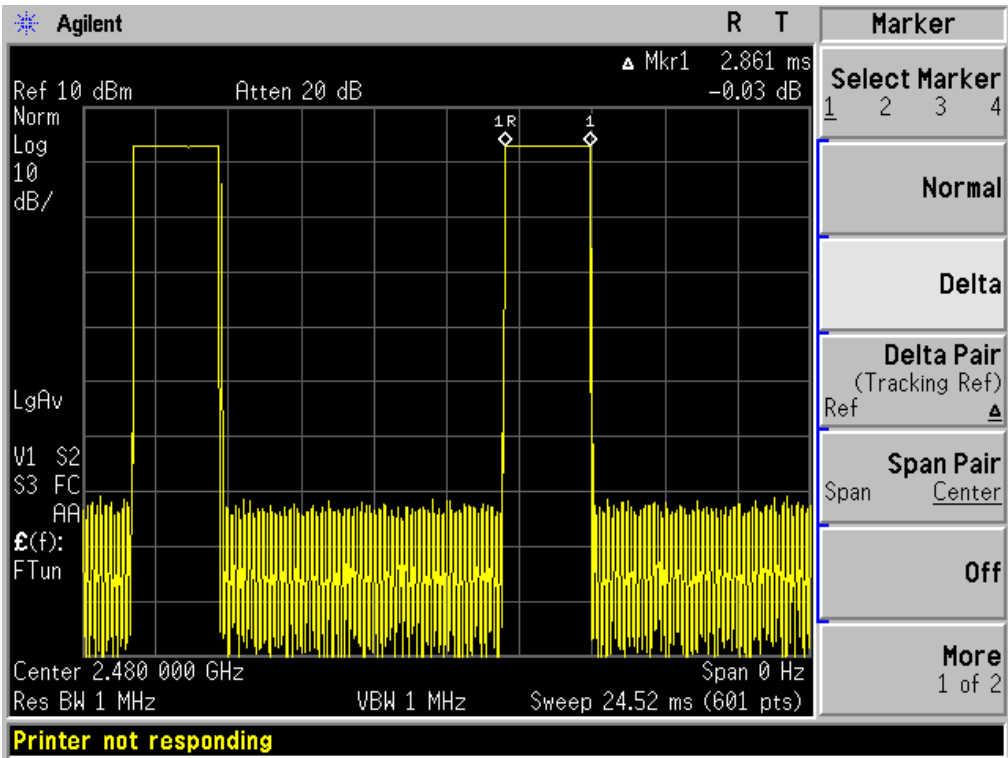 Agilent
R T
Marker
Δ Mkr1 2.861 ms
Ref 10 dBm Atten 20 dB -0.03 dB
Norm
Log
10
dB/
1R 1
LgAv
V1 S2
S3 FC
AA
£(f):
FTun
Center 2.480 000 GHz Span 0 Hz
Res BW 1 MHz VBW 1 MHz Sweep 24.52 ms (601 pts)
Printer not responding
Select Marker
1 2 3 4
Normal
Delta
Delta Pair
(Tracking Ref)
Ref Δ
Span Pair
Span Center
Off
More
1 of 2